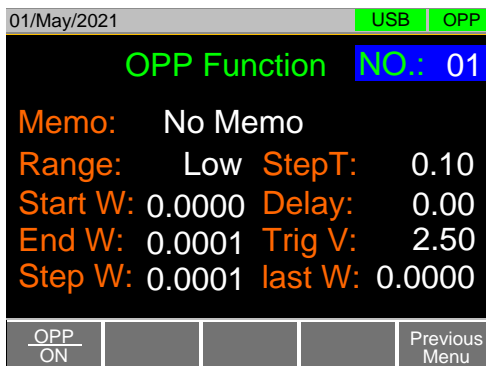 01/May/2021 USB OPP
OPP Function NO.: 01
Memo: No Memo
Range: Low StepT: 0.10
Start W: 0.0000 Delay: 0.00
End W: 0.0001 Trig V: 2.50
Step W: 0.0001 last W: 0.0000
OPP Previous
ON Menu